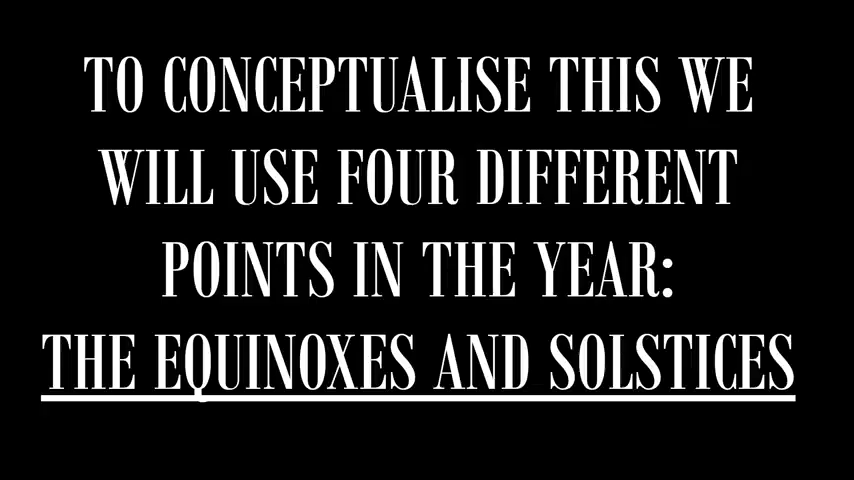 TO CONCEPTUALISE THIS WE
WILL USE FOUR DIFFERENT
POINTS IN THE YEAR:
THE EQUINOXES AND SOLSTICES